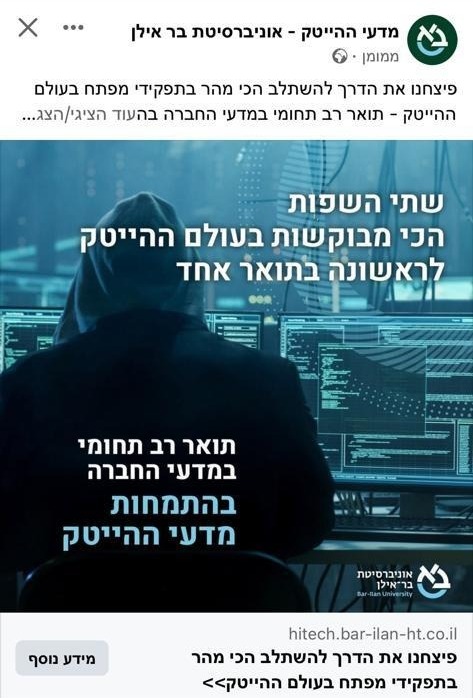 מדעי ההייטק - אוניברסיטת בר אילן
ממומן ·
פיצחנו את הדרך להשתלב הכי מהר בתפקידי מפתח בעולם
ההייטק - תואר רב תחומי במדעי החברה בהעוד הציגי/הצג...
שתי השפות
הכי מבוקשות בעולם ההייטק
לראשונה בתואר אחד
תואר רב תחומי
במדעי החברה
בהתמחות
מדעי ההייטק
אוניברסיטת
בר־אילן
Bar-Ilan University
hitech.bar-ilan-ht.co.il
פיצחנו את הדרך להשתלב הכי מהר
בתפקידי מפתח בעולם ההייטק>>
מידע נוסף